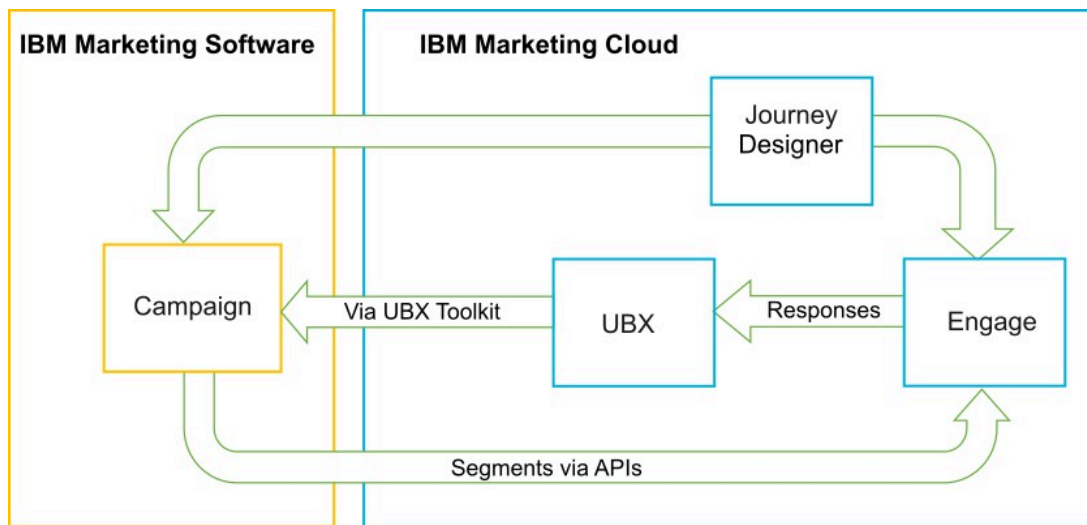 IBM Marketing Software
IBM Marketing Cloud
Journey
Designer
Campaign
Via UBX Toolkit
UBX
Responses
Engage
Segments via APIs